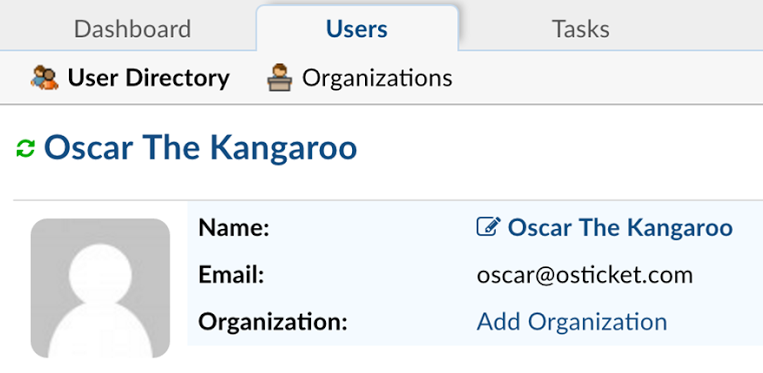 Dashboard Users Tasks
User Directory Organizations
Oscar The Kangaroo
Name: Oscar The Kangaroo
Email: oscar@osticket.com
Organization: Add Organization